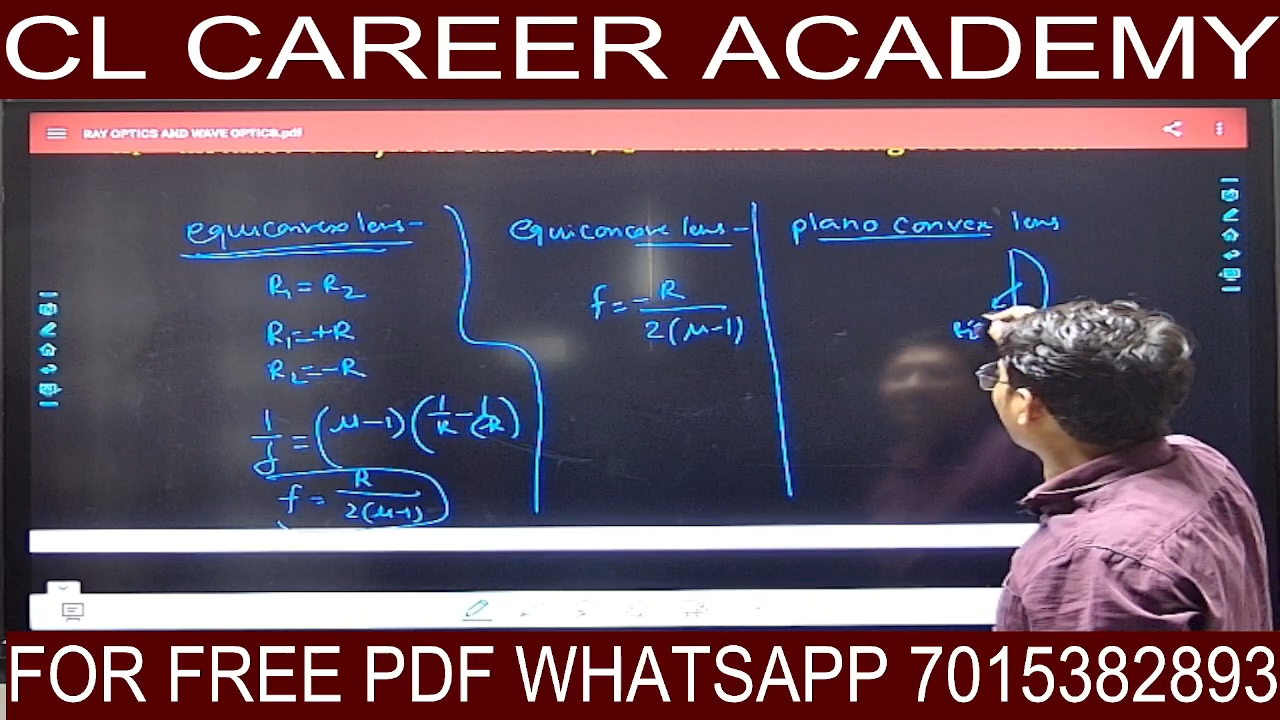 CL CAREER ACADEMY
RAY OPTICS AND WAVE OPTICS.pdf
equiconvexo lens-
R₁ = R₂
R₁ = +R
R₂ = -R
1/f = (μ-1)(1/R - 1/(-R))
f = R/2(μ-1)
equiconcave lens-
f = -R/2(μ-1)
plano convex lens
FOR FREE PDF WHATSAPP 7015382893